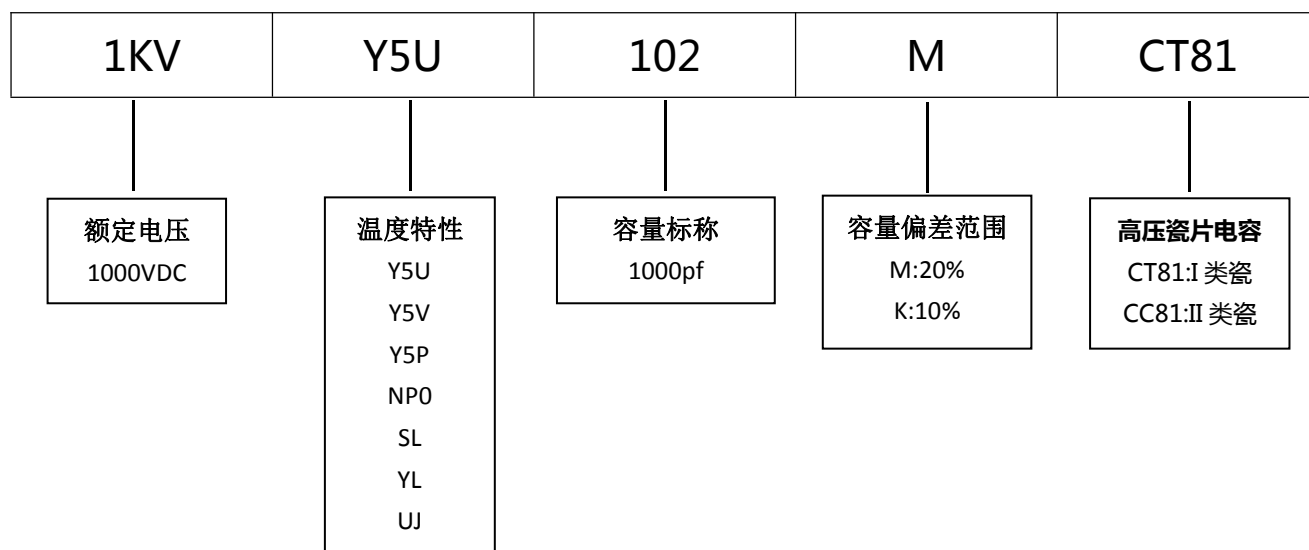 1KV Y5U 102 M CT81
额定电压
1000VDC
温度特性
Y5U
Y5V
Y5P
NP0
SL
YL
UJ
容量标称
1000pf
容量偏差范围
M:20%
K:10%
高压瓷片电容
CT81:I 类瓷
CC81:II 类瓷